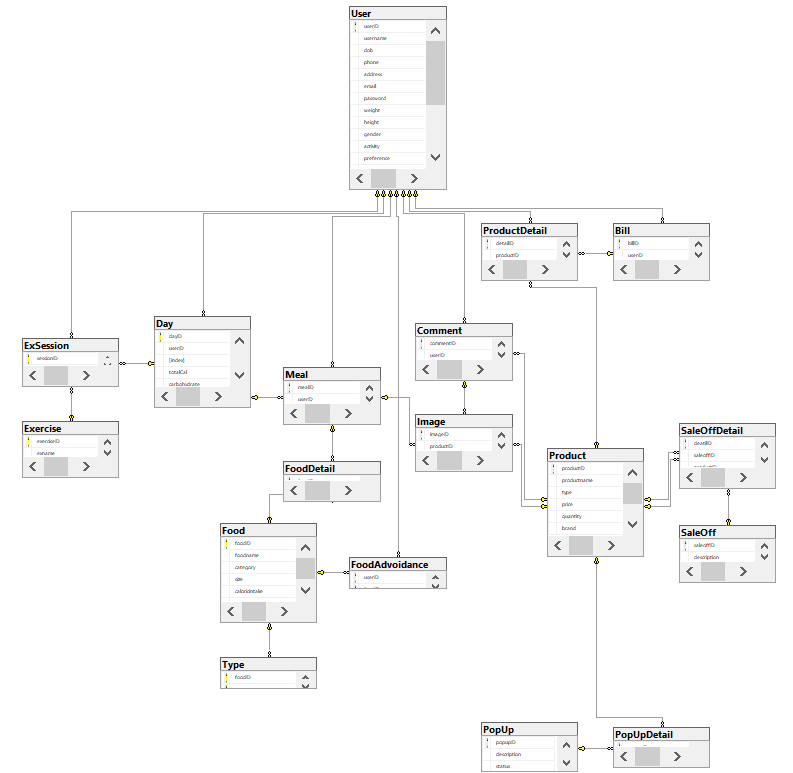 User
userID
username
dob
phone
address
email
password
weight
height
gender
activity
preference
ProductDetail
detailID
productID
Bill
billID
userID
Day
dayID
userID
[index]
totalCal
carbohydrate
ExSession
sessionID
Comment
commentID
userID
Meal
mealID
userID
Exercise
exerciseID
exname
Image
imageID
productID
Product
productID
productname
type
price
quantity
brand
SaleOffDetail
saleoffID
FoodDetail
Food
foodID
foodname
category
size
calorieIntake
SaleOff
saleoffID
description
FoodAdvoidance
userID
Type
foodID
PopUp
popupID
description
status
PopUpDetail